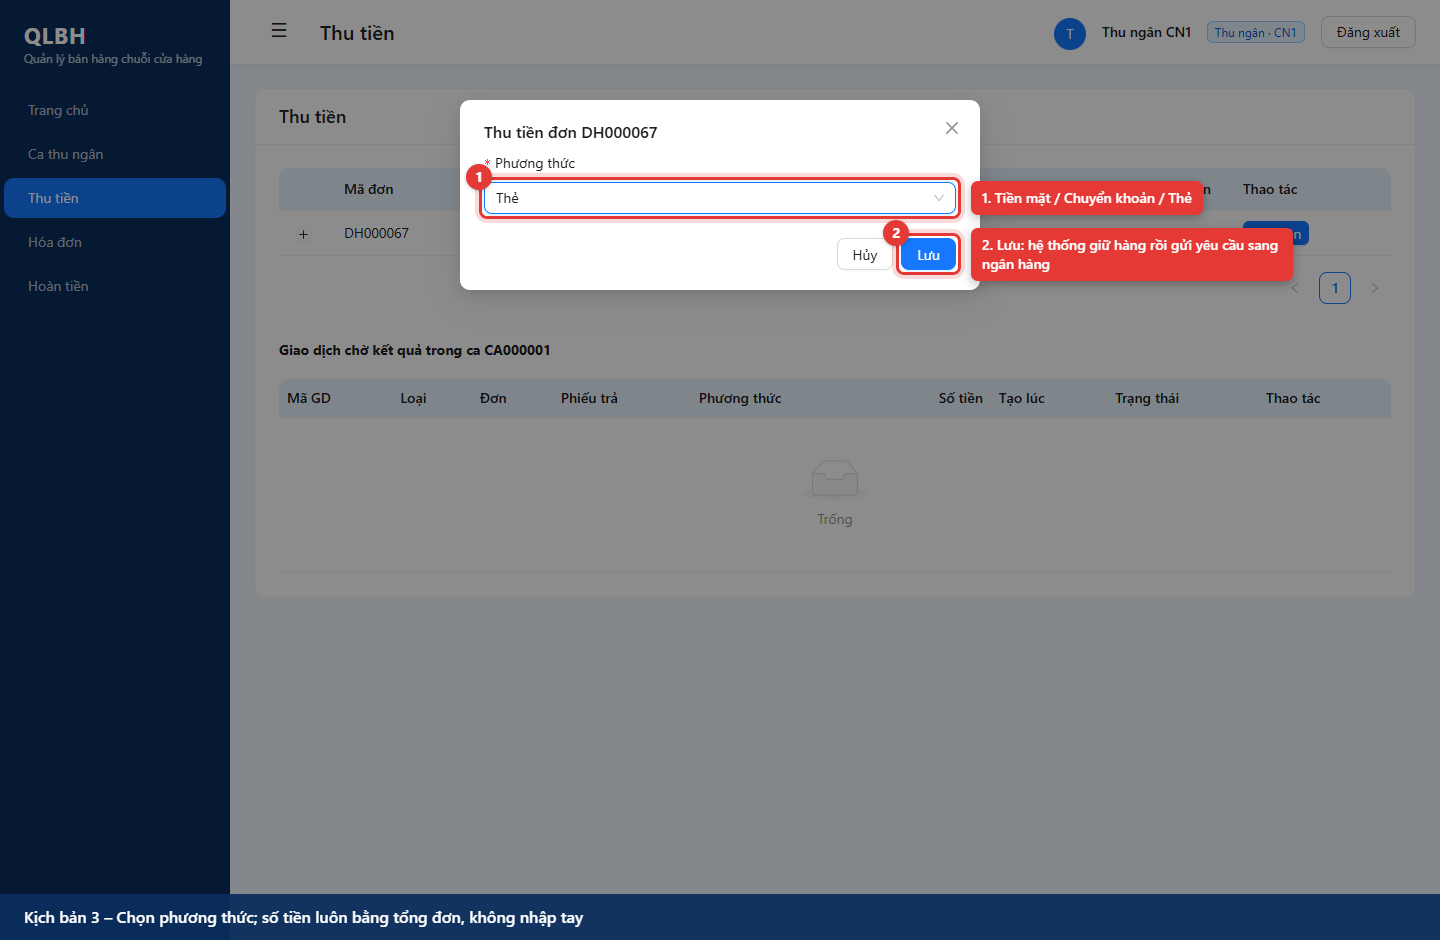 QLBH
Quản lý bán hàng chuỗi cửa hàng
Trang chủ
Ca thu ngân
Thu tiền
Hóa đơn
Hoàn tiền
Thu tiền
T
Thu ngân CN1
Thu ngân · CN1
Đăng xuất
Thu tiền
Mã đơn
Thao tác
DH000067
1
Thu tiền đơn DH000067
* Phương thức
1
Thẻ
1. Tiền mặt / Chuyển khoản / Thẻ
2
Hủy
Lưu
2. Lưu: hệ thống giữ hàng rồi gửi yêu cầu sang
ngân hàng
Giao dịch chờ kết quả trong ca CA000001
Mã GD
Loại
Đơn
Phiếu trả
Phương thức
Số tiền
Tạo lúc
Trạng thái
Thao tác
Trống
Kịch bản 3 – Chọn phương thức; số tiền luôn bằng tổng đơn, không nhập tay